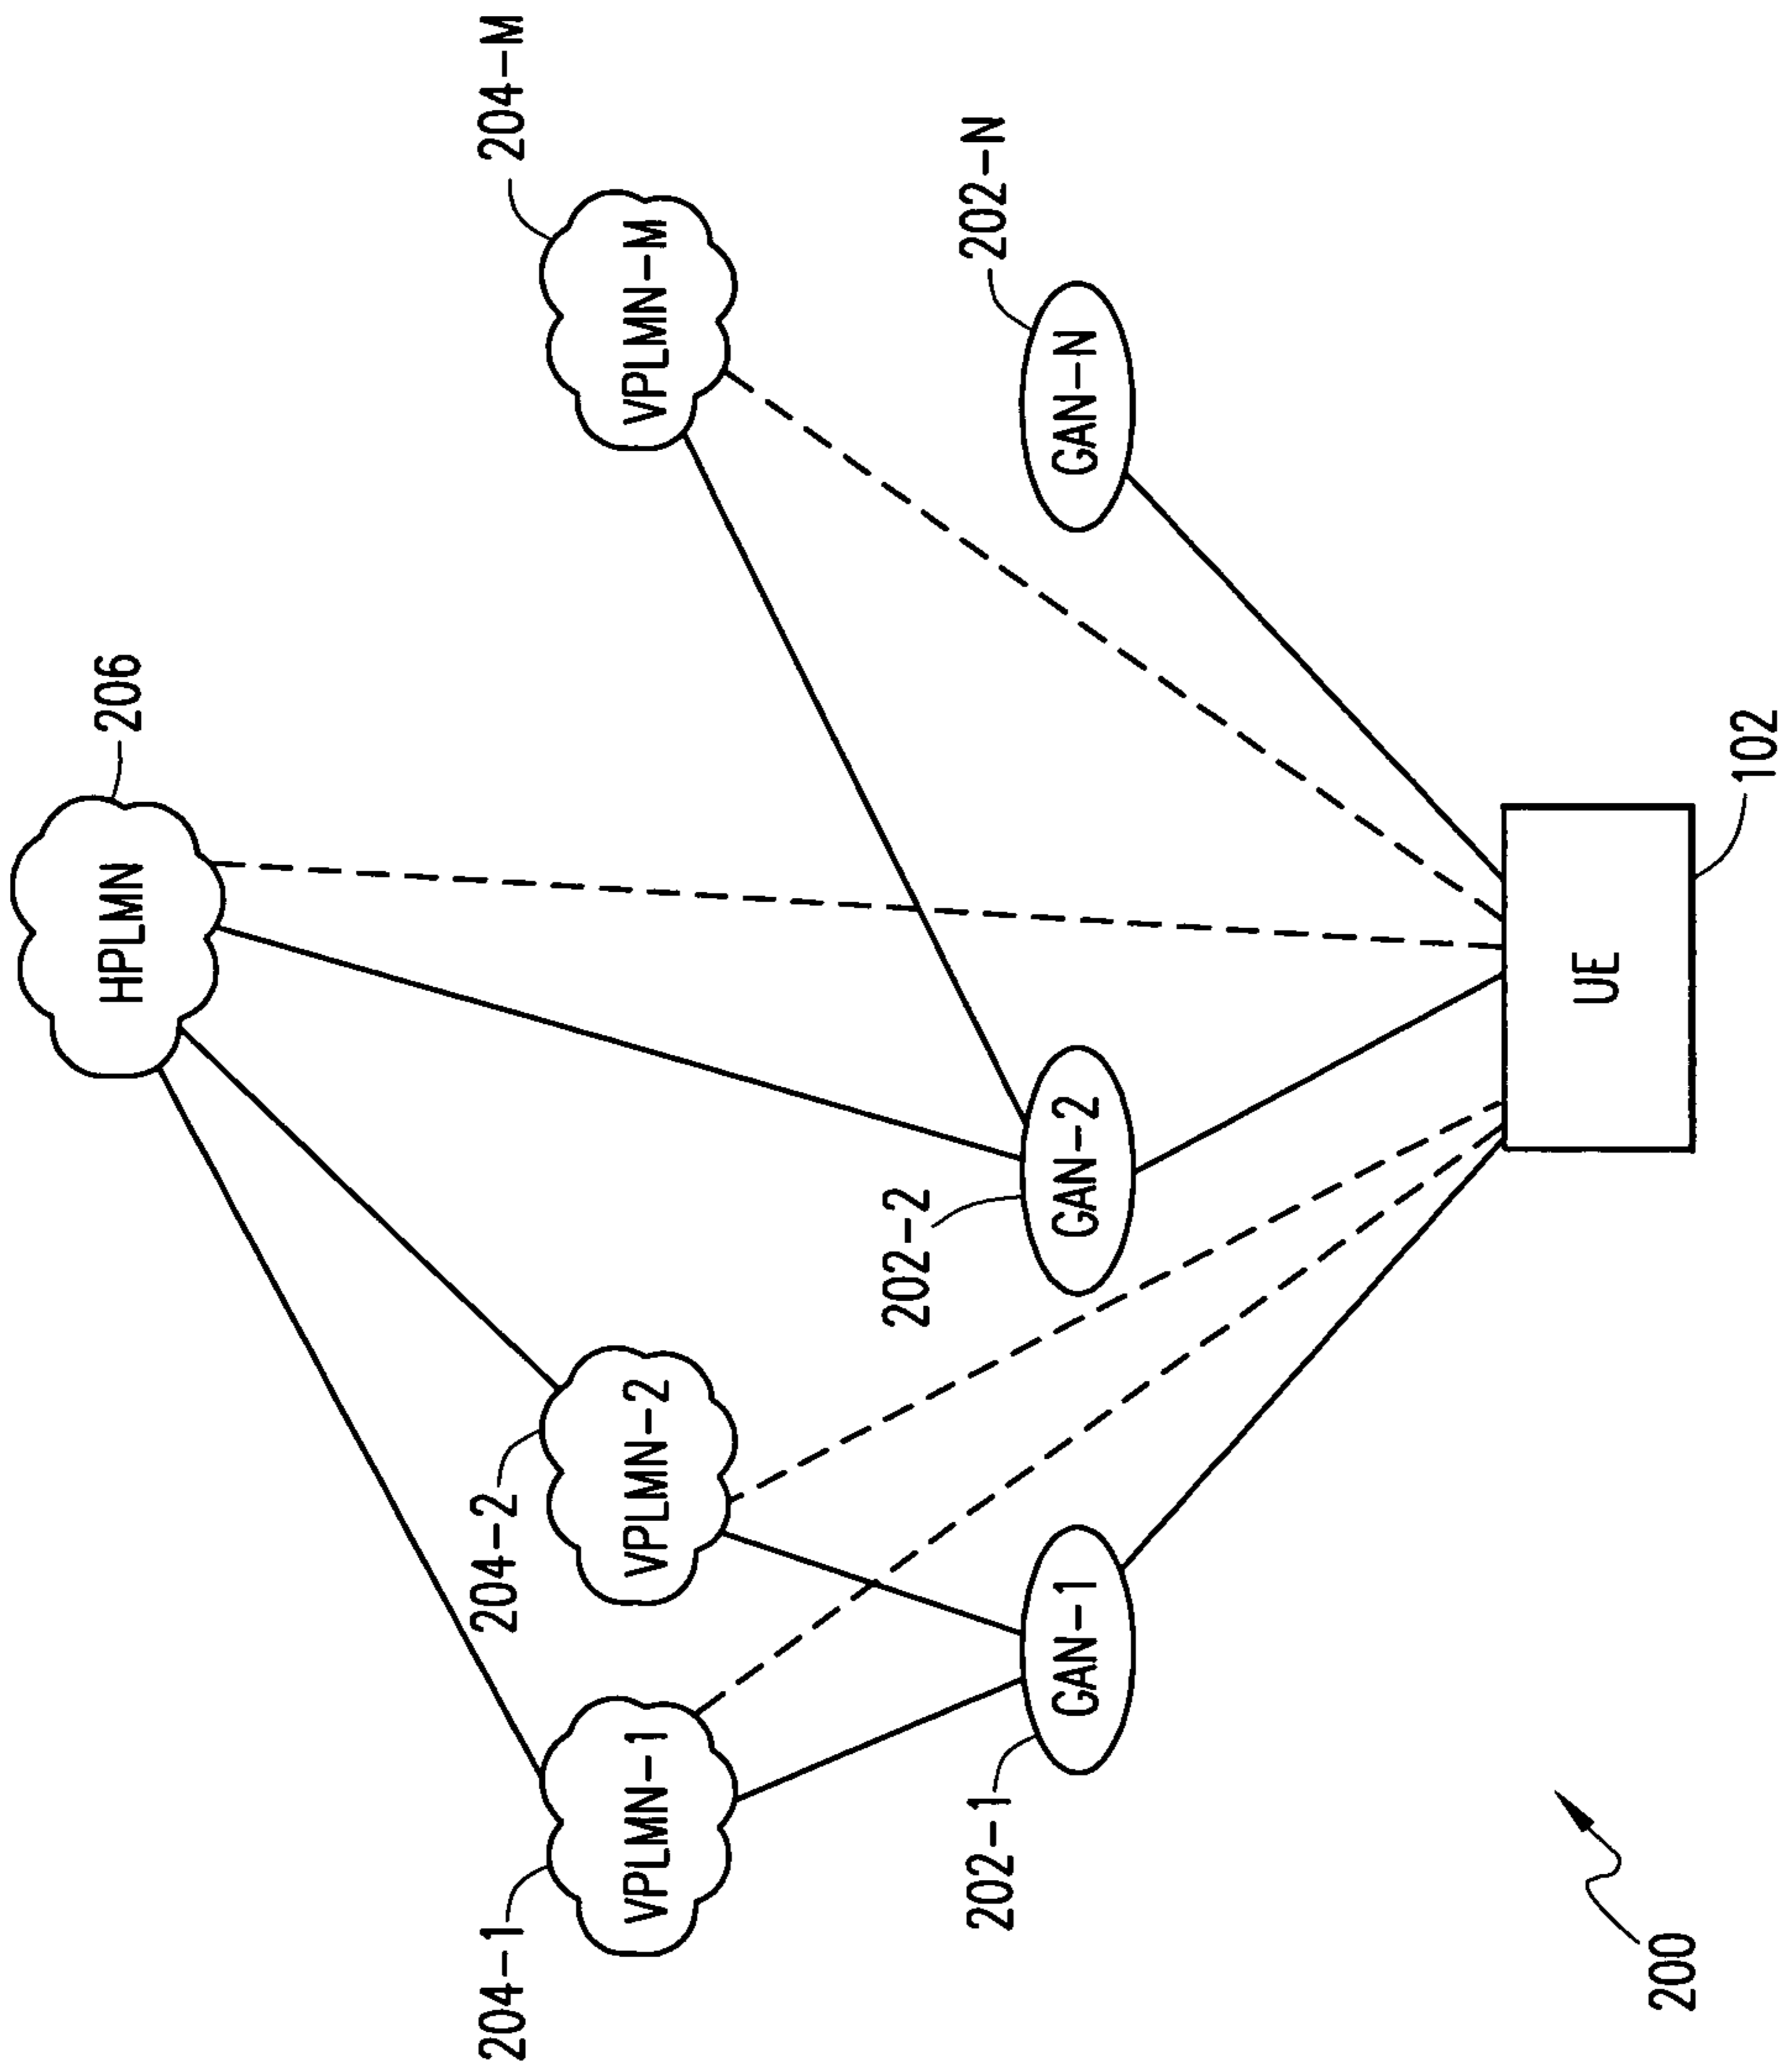 HPLMN
206
204-1
VPLMN-1
204-2
VPLMN-2
VPLMN-M
204-M
202-1
GAN-1
202-2
GAN-2
GAN-N
202-N
UE
102
200